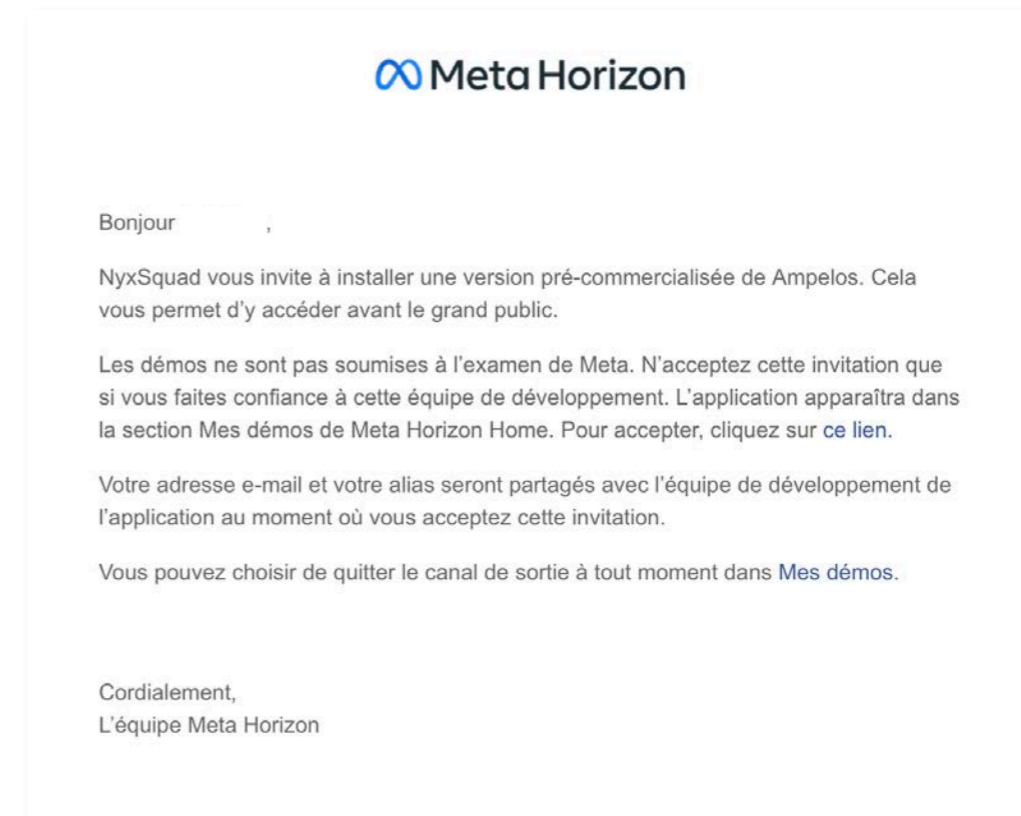 Meta Horizon
Bonjour ,
NyxSquad vous invite à installer une version pré-commercialisée de Ampelos. Cela
vous permet d’y accéder avant le grand public.
Les démos ne sont pas soumises à l’examen de Meta. N’acceptez cette invitation que
si vous faites confiance à cette équipe de développement. L’application apparaîtra dans
la section Mes démos de Meta Horizon Home. Pour accepter, cliquez sur ce lien.
Votre adresse e-mail et votre alias seront partagés avec l’équipe de développement de
l’application au moment où vous acceptez cette invitation.
Vous pouvez choisir de quitter le canal de sortie à tout moment dans Mes démos.
Cordialement,
L’équipe Meta Horizon